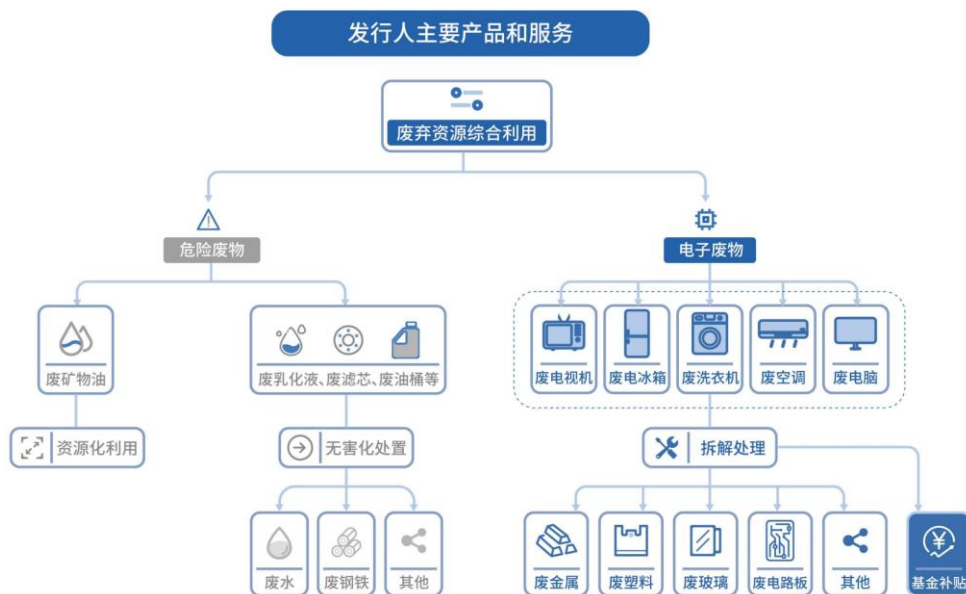 发行人主要产品和服务
废弃资源综合利用
危险废物
电子废物
废矿物油
废乳化液、废滤芯、废油桶等
废电视机
废电冰箱
废洗衣机
废空调
废电脑
资源化利用
无害化处置
拆解处理
废水
废钢铁
其他
废金属
废塑料
废玻璃
废电路板
其他
¥
基金补贴